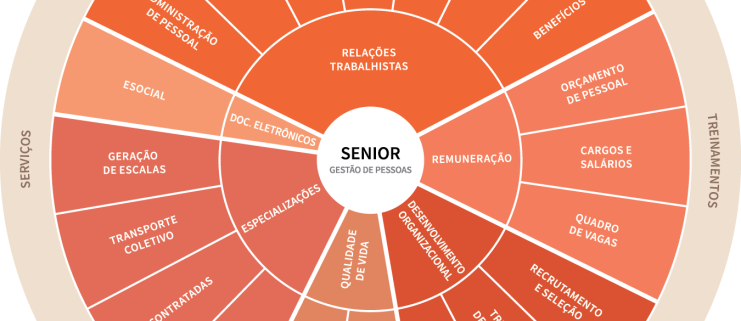 ADMINISTRAÇÃO
DE PESSOAL
BENEFÍCIOS
RELAÇÕES
TRABALHISTAS
ESOCIAL
DOC. ELETRÔNICOS
ORÇAMENTO
DE PESSOAL
SERVIÇOS
GERAÇÃO
DE ESCALAS
SENIOR
GESTÃO DE PESSOAS
REMUNERAÇÃO
CARGOS E
SALÁRIOS
TREINAMENTOS
ESPECIALIZAÇÕES
TRANSPORTE
COLETIVO
QUALIDADE
DE VIDA
DESENVOLVIMENTO
ORGANIZACIONAL
QUADRO
DE VAGAS
CONTRATADAS
RECRUTAMENTO
E SELEÇÃO